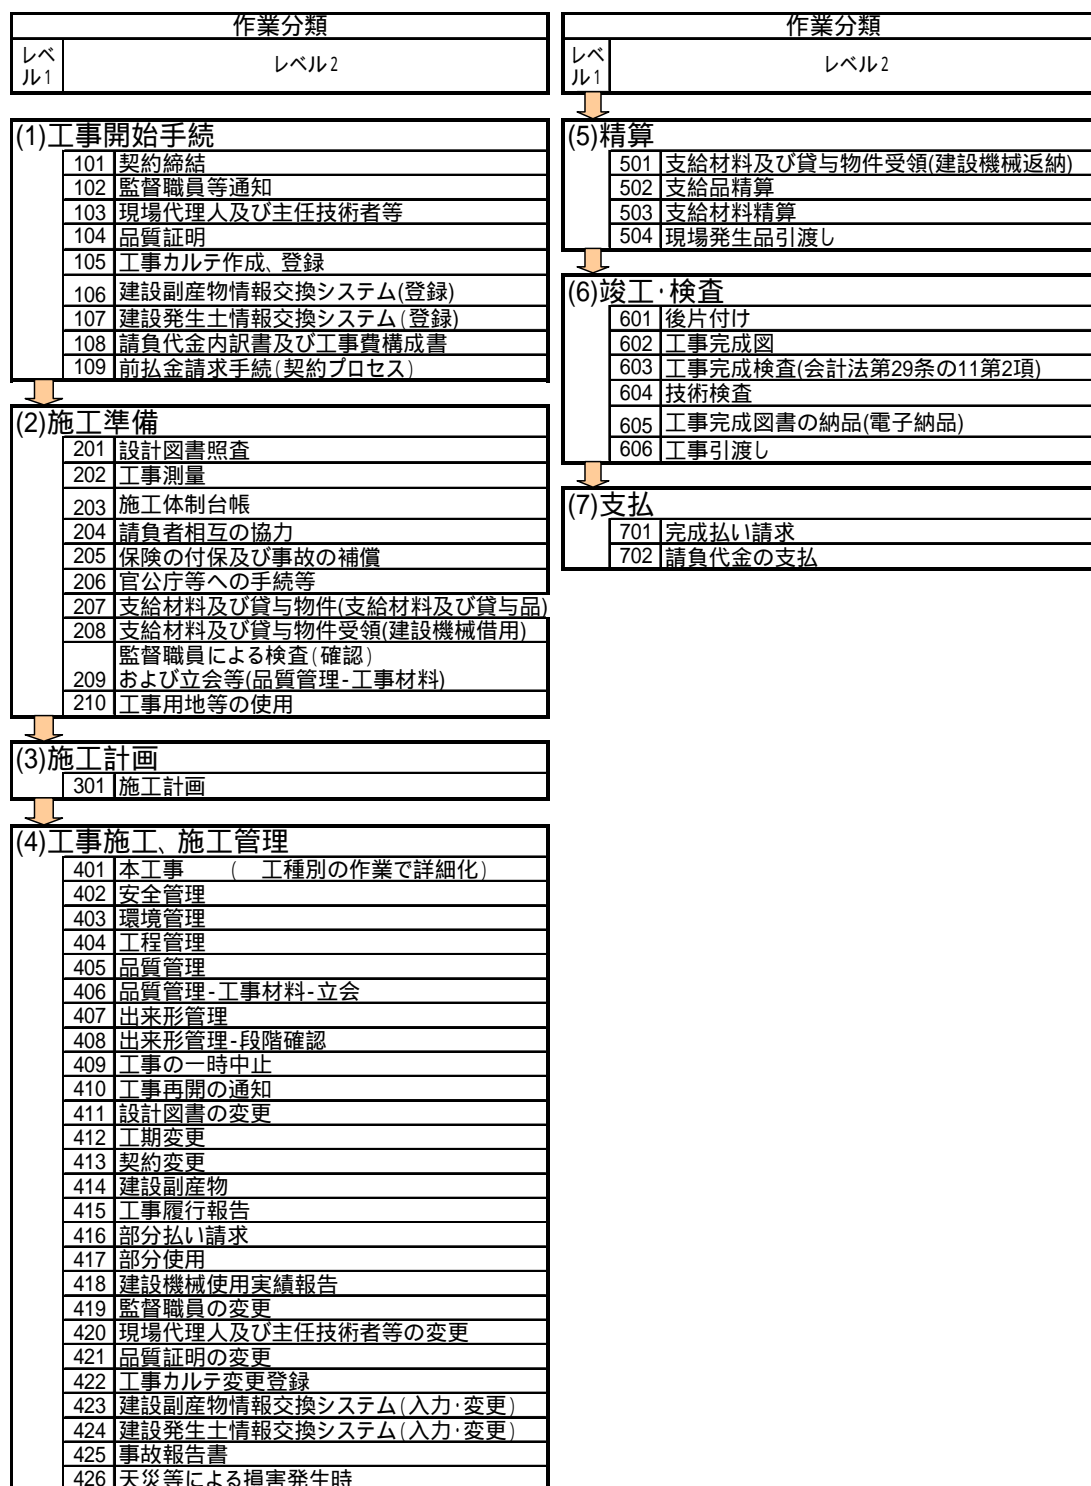 作業分類
レベル1
レベル2
(1)工事開始手続
101 契約締結
102 監督職員等通知
103 現場代理人及び主任技術者等
104 品質証明
105 工事カルテ作成、登録
106 建設副産物情報交換システム(登録)
107 建設発生土情報交換システム(登録)
108 請負代金内訳書及び工事費構成書
109 前払金請求手続(契約プロセス)
(2)施工準備
201 設計図書照査
202 工事測量
203 施工体制台帳
204 請負者相互の協力
205 保険の付保及び事故の補償
206 官公庁等への手続等
207 支給材料及び貸与物件(支給材料及び貸与品)
208 支給材料及び貸与物件受領(建設機械借用)
監督職員による検査(確認)
209 および立会等(品質管理-工事材料)
210 工事用地等の使用
(3)施工計画
301 施工計画
(4)工事施工、施工管理
401 本工事 ( 工種別の作業で詳細化)
402 安全管理
403 環境管理
404 工程管理
405 品質管理
406 品質管理-工事材料-立会
407 出来形管理
408 出来形管理-段階確認
409 工事の一時中止
410 工事再開の通知
411 設計図書の変更
412 工期変更
413 契約変更
414 建設副産物
415 工事履行報告
416 部分払い請求
417 部分使用
418 建設機械使用実績報告
419 監督職員の変更
420 現場代理人及び主任技術者等の変更
421 品質証明の変更
422 工事カルテ変更登録
423 建設副産物情報交換システム(入力・変更)
424 建設発生土情報交換システム(入力・変更)
425 事故報告書
426 天災等による損害発生時
作業分類
レベル1
レベル2
(5)精算
501 支給材料及び貸与物件受領(建設機械返納)
502 支給品精算
503 支給材料精算
504 現場発生品引渡し
(6)竣工・検査
601 後片付け
602 工事完成図
603 工事完成検査(会計法第29条の11第2項)
604 技術検査
605 工事完成図書の納品(電子納品)
606 工事引渡し
(7)支払
701 完成払い請求
702 請負代金の支払